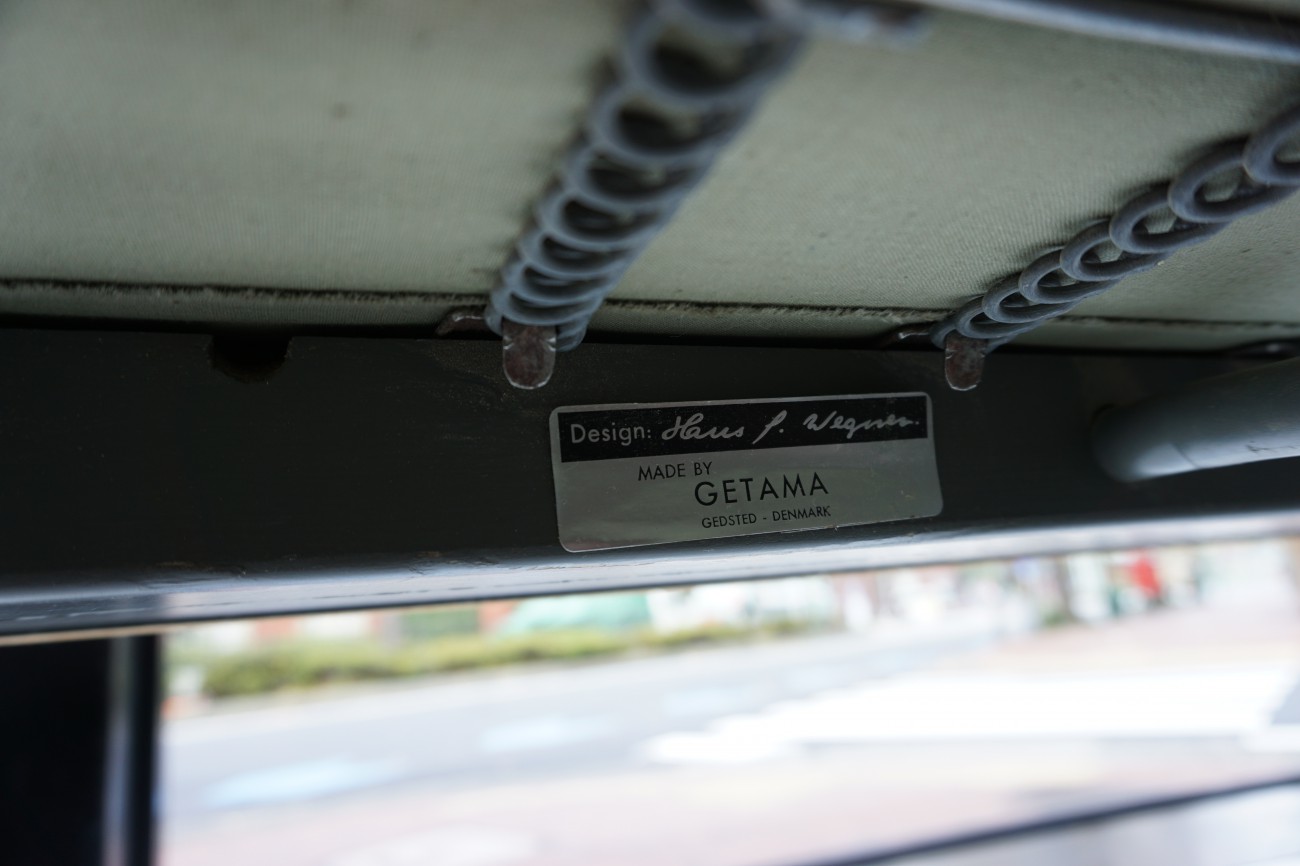 Design: Hans J. Wegner.
MADE BY
GETAMA
GEDSTED - DENMARK